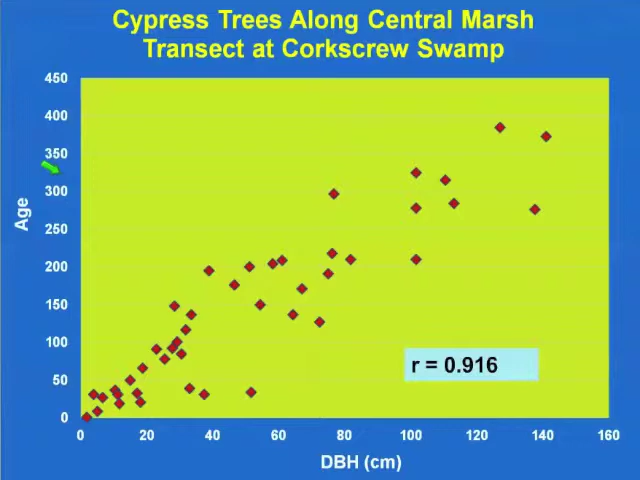 Cypress Trees Along Central Marsh
Transect at Corkscrew Swamp
450
400
350
300
250
200
150
100
50
0
Age
r = 0.916
0 20 40 60 80 100 120 140 160
DBH (cm)